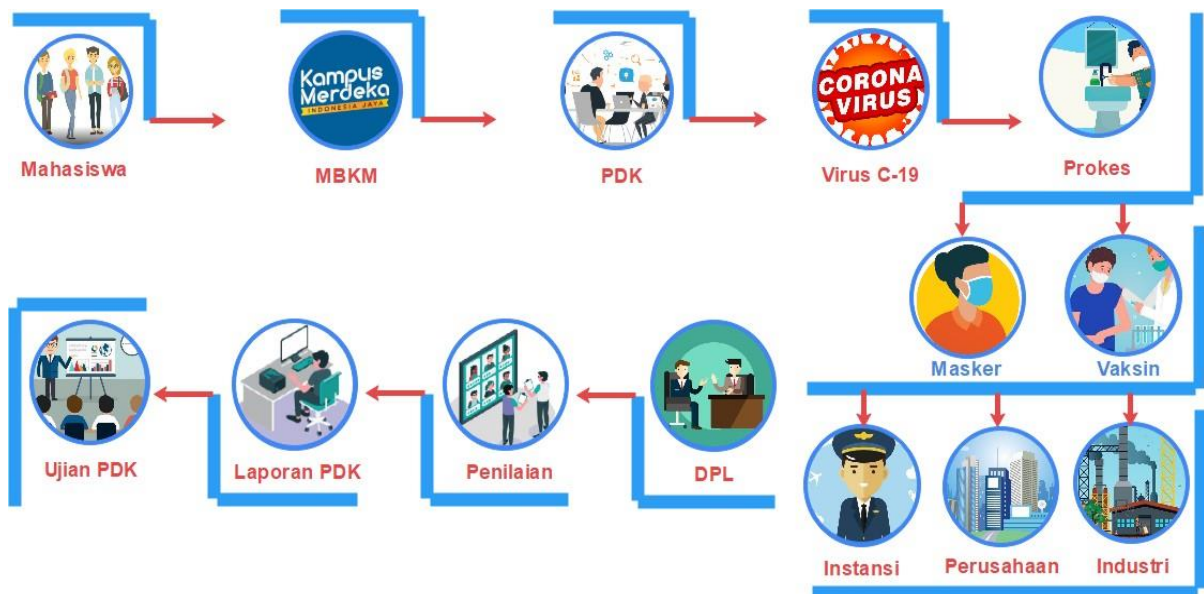 Kampus
Merdeka
INDONESIA JAYA
CORONA
VIRUS
Mahasiswa
MBKM
PDK
Virus C-19
Prokes
Masker
Vaksin
Ujian PDK
Laporan PDK
Penilaian
DPL
Instansi
Perusahaan
Industri